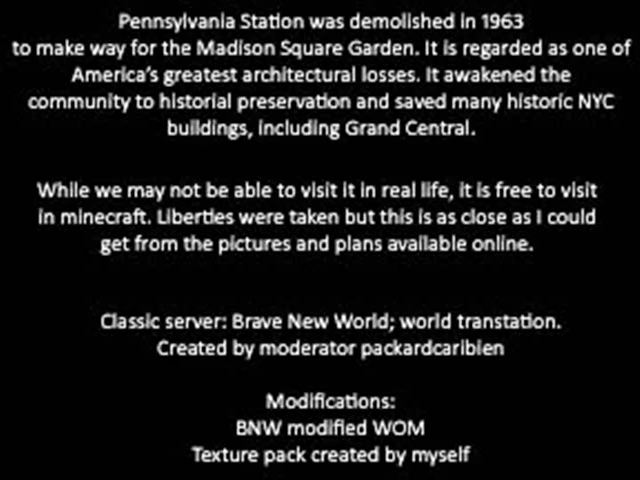 Pennsylvania Station was demolished in 1963
to make way for the Madison Square Garden. It is regarded as one of
America's greatest architectural losses. It awakened the
community to historial preservation and saved many historic NYC
buildings, including Grand Central.
While we may not be able to visit it in real life, it is free to visit
in minecraft. Liberties were taken but this is as close as I could
get from the pictures and plans available online.
Classic server: Brave New World; world transtation.
Created by moderator packardcariblen
Modifications:
BNW modified WOM
Texture pack created by myself